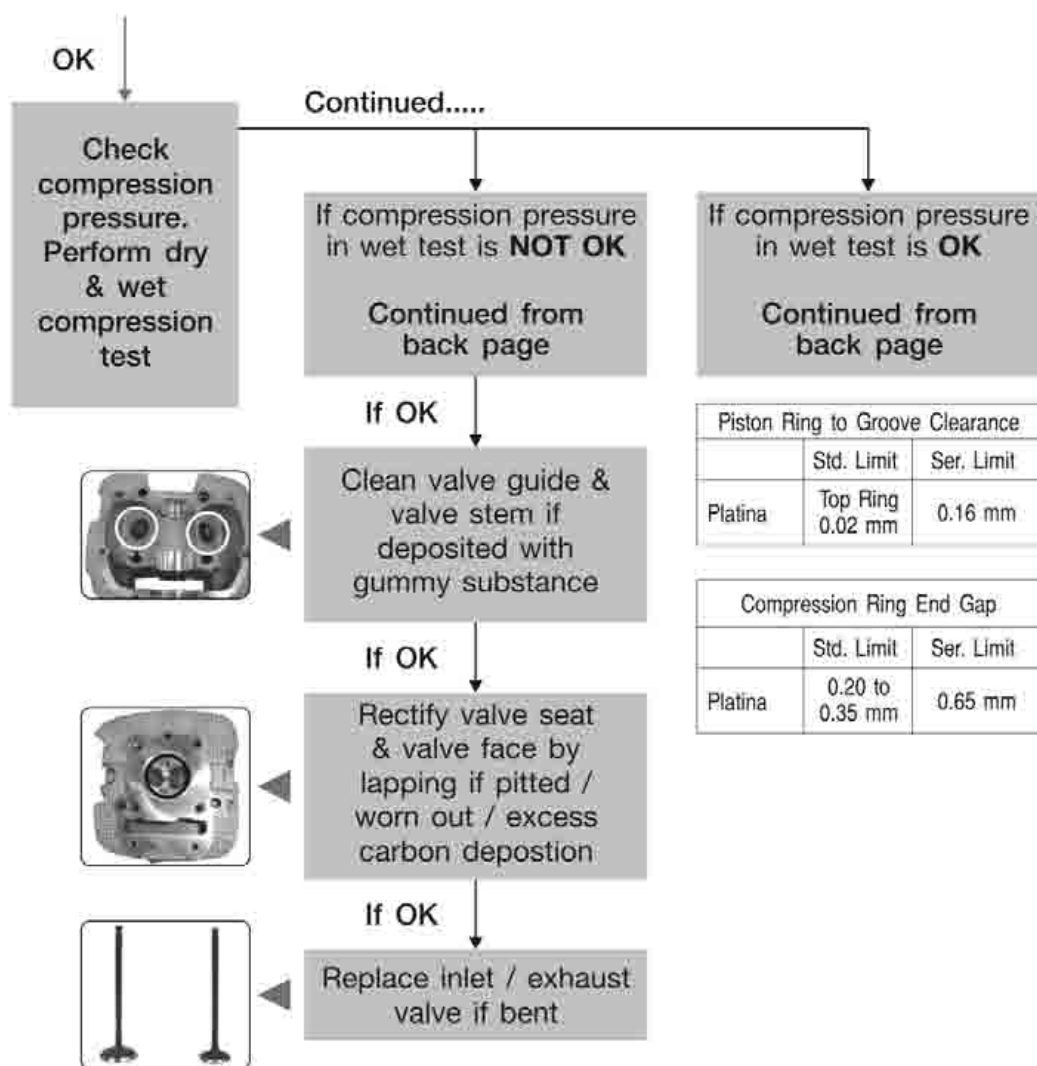 OK
Continued.....
Check
compression
pressure.
Perform dry
& wet
compression
test
If compression pressure
in wet test is NOT OK
Continued from
back page
If OK
Clean valve guide &
valve stem if
deposited with
gummy substance
If OK
Rectify valve seat
& valve face by
lapping if pitted /
worn out / excess
carbon depostion
If OK
Replace inlet / exhaust
valve if bent
If compression pressure
in wet test is OK
Continued from
back page
Piston Ring to Groove Clearance
Std. Limit Ser. Limit
Platina Top Ring 0.16 mm
0.02 mm
Compression Ring End Gap
Std. Limit Ser. Limit
Platina 0.20 to 0.65 mm
0.35 mm